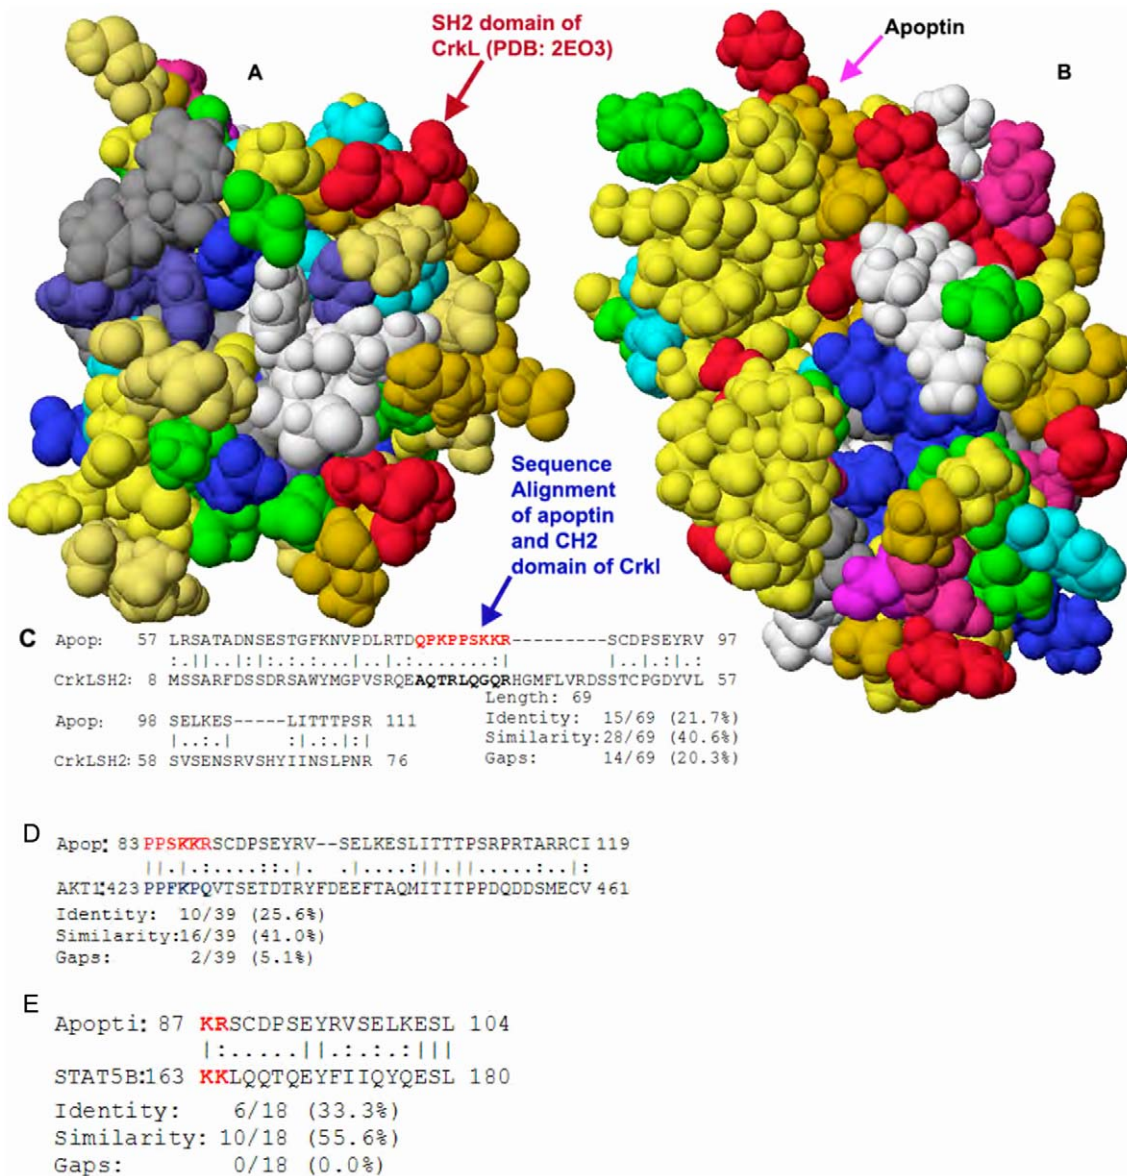 SH2 domain of
CrkL (PDB: 2EO3)
Apoptin
A
B
Sequence
Alignment
of apoptin
and CH2
domain of Crkl
C
Apop: 57 LRSATADNSESTGFKNVPDLRTDQPKPPSKKR---------SCDPSEYRV 97
:.||..||.........|:..|.........|         |..|.:|.:
CrkLSH2: 8 MSSARFDSSDRSAWYMGPVSRQEAQTRLQGQRHGMFLVRDSSTCPGDYVL 57
Length: 69
Apop: 98 SELKES-----LITTTPSR 111
|..:.|     :|..:|.|
CrkLSH2: 58 SVSENSRVSHYIINSLPNR 76
Identity: 15/69 (21.7%)
Similarity: 28/69 (40.6%)
Gaps: 14/69 (20.3%)
D
Apop: 83 PPSKKRSCDPSEYRV--SELKESLITTTPSRPRTARRCI 119
||.|.:....::.:  .|.....||.||..........|:
AKT1: 423 PPFKPQVTSETDTRYFDEEFTAQMITITPPDQDDSMECV 461
Identity: 10/39 (25.6%)
Similarity: 16/39 (41.0%)
Gaps: 2/39 (5.1%)
E
Apopti: 87 KRSCDPSEYRVSELKESL 104
|:.....||.:.:.:|||
STAT5B: 163 KKLQQTQEYFIIQYQESL 180
Identity: 6/18 (33.3%)
Similarity: 10/18 (55.6%)
Gaps: 0/18 (0.0%)